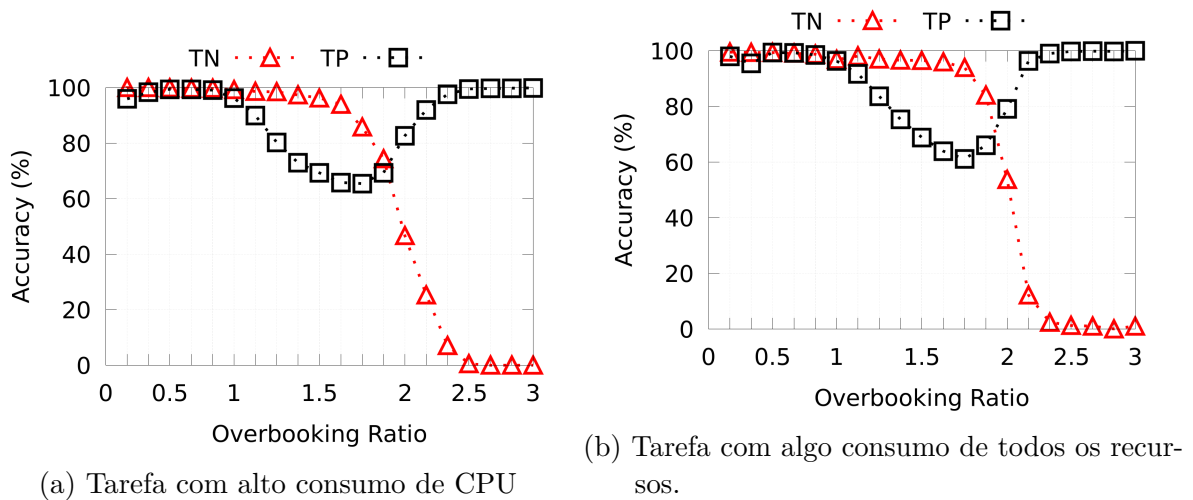 TN TP
100
80
60
40
20
0
Accuracy (%)
0 0.5 1 1.5 2 2.5 3
Overbooking Ratio
(a) Tarefa com alto consumo de CPU
TN TP
100
80
60
40
20
0
Accuracy (%)
0 0.5 1 1.5 2 2.5 3
Overbooking Ratio
(b) Tarefa com algo consumo de todos os recur-
sos.